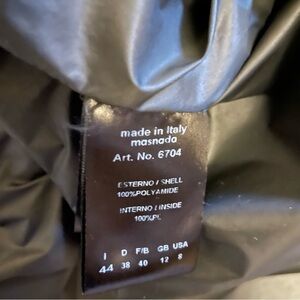 made in Italy
masnada
Art. No. 6704
ESTERNO / SHELL
100%POLYAMIDE
INTERNO / INSIDE
100%PL
I D F/B GB USA
44 38 40 12 8